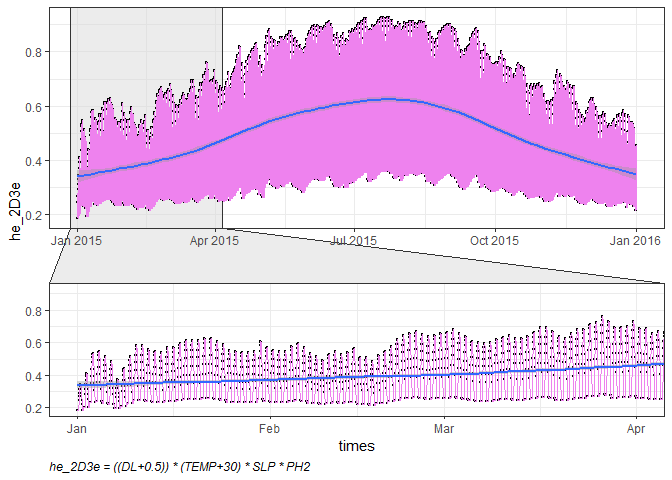 he_2D3e
0.8
0.6
0.4
0.2
Jan 2015
Apr 2015
Jul 2015
Oct 2015
Jan 2016
0.8
0.6
0.4
0.2
Jan
Feb
Mar
Apr
times
he_2D3e = ((DL+0.5)) * (TEMP+30) * SLP * PH2